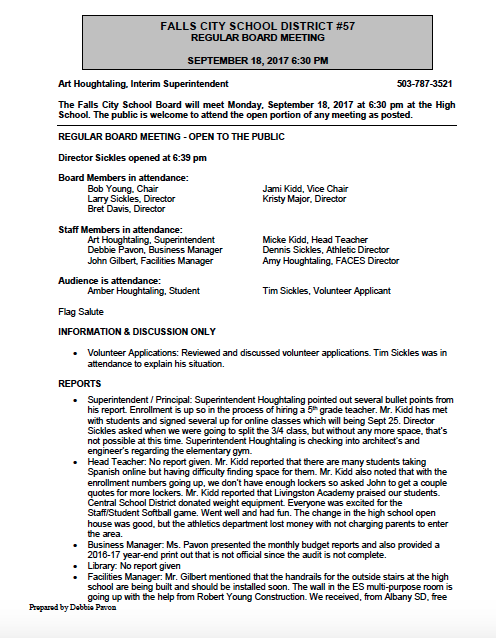 FALLS CITY SCHOOL DISTRICT #57
REGULAR BOARD MEETING
SEPTEMBER 18, 2017 6:30 PM
Art Houghtaling, Interim Superintendent 503-787-3521
The Falls City School Board will meet Monday, September 18, 2017 at 6:30 pm at the High
School. The public is welcome to attend the open portion of any meeting as posted.
REGULAR BOARD MEETING - OPEN TO THE PUBLIC
Director Sickles opened at 6:39 pm
Board Members in attendance:
Bob Young, Chair Jami Kidd, Vice Chair
Larry Sickles, Director Kristy Major, Director
Bret Davis, Director
Staff Members in attendance:
Art Houghtaling, Superintendent Micke Kidd, Head Teacher
Debbie Pavon, Business Manager Dennis Sickles, Athletic Director
John Gilbert, Facilities Manager Amy Houghtaling, FACES Director
Audience is attendance:
Amber Houghtaling, Student Tim Sickles, Volunteer Applicant
Flag Salute
INFORMATION & DISCUSSION ONLY
• Volunteer Applications: Reviewed and discussed volunteer applications. Tim Sickles was in
attendance to explain his situation.
REPORTS
• Superintendent / Principal: Superintendent Houghtaling pointed out several bullet points from
his report. Enrollment is up so in the process of hiring a 5th grade teacher. Mr. Kidd has met
with students and signed several up for online classes which will being Sept 25. Director
Sickles asked when we were going to split the 3/4 class, but without any more space, that's
not possible at this time. Superintendent Houghtaling is checking into architect's and
engineer's regarding the elementary gym.
• Head Teacher: No report given. Mr. Kidd reported that there are many students taking
Spanish online but having difficulty finding space for them. Mr. Kidd also noted that with the
enrollment numbers going up, we don't have enough lockers so asked John to get a couple
quotes for more lockers. Mr. Kidd reported that Livingston Academy praised our students.
Central School District donated weight equipment. Everyone was excited for the
Staff/Student Softball game. Went well and had fun. The change in the high school open
house was good, but the athletics department lost money with not charging parents to enter
the area.
• Business Manager: Ms. Pavon presented the monthly budget reports and also provided a
2016-17 year-end print out that is not official since the audit is not complete.
• Library: No report given
• Facilities Manager: Mr. Gilbert mentioned that the handrails for the outside stairs at the high
school are being built and should be installed soon. The wall in the ES multi-purpose room is
going up with the help from Robert Young Construction. We received, from Albany SD, free
Prepared by Debbie Pavon